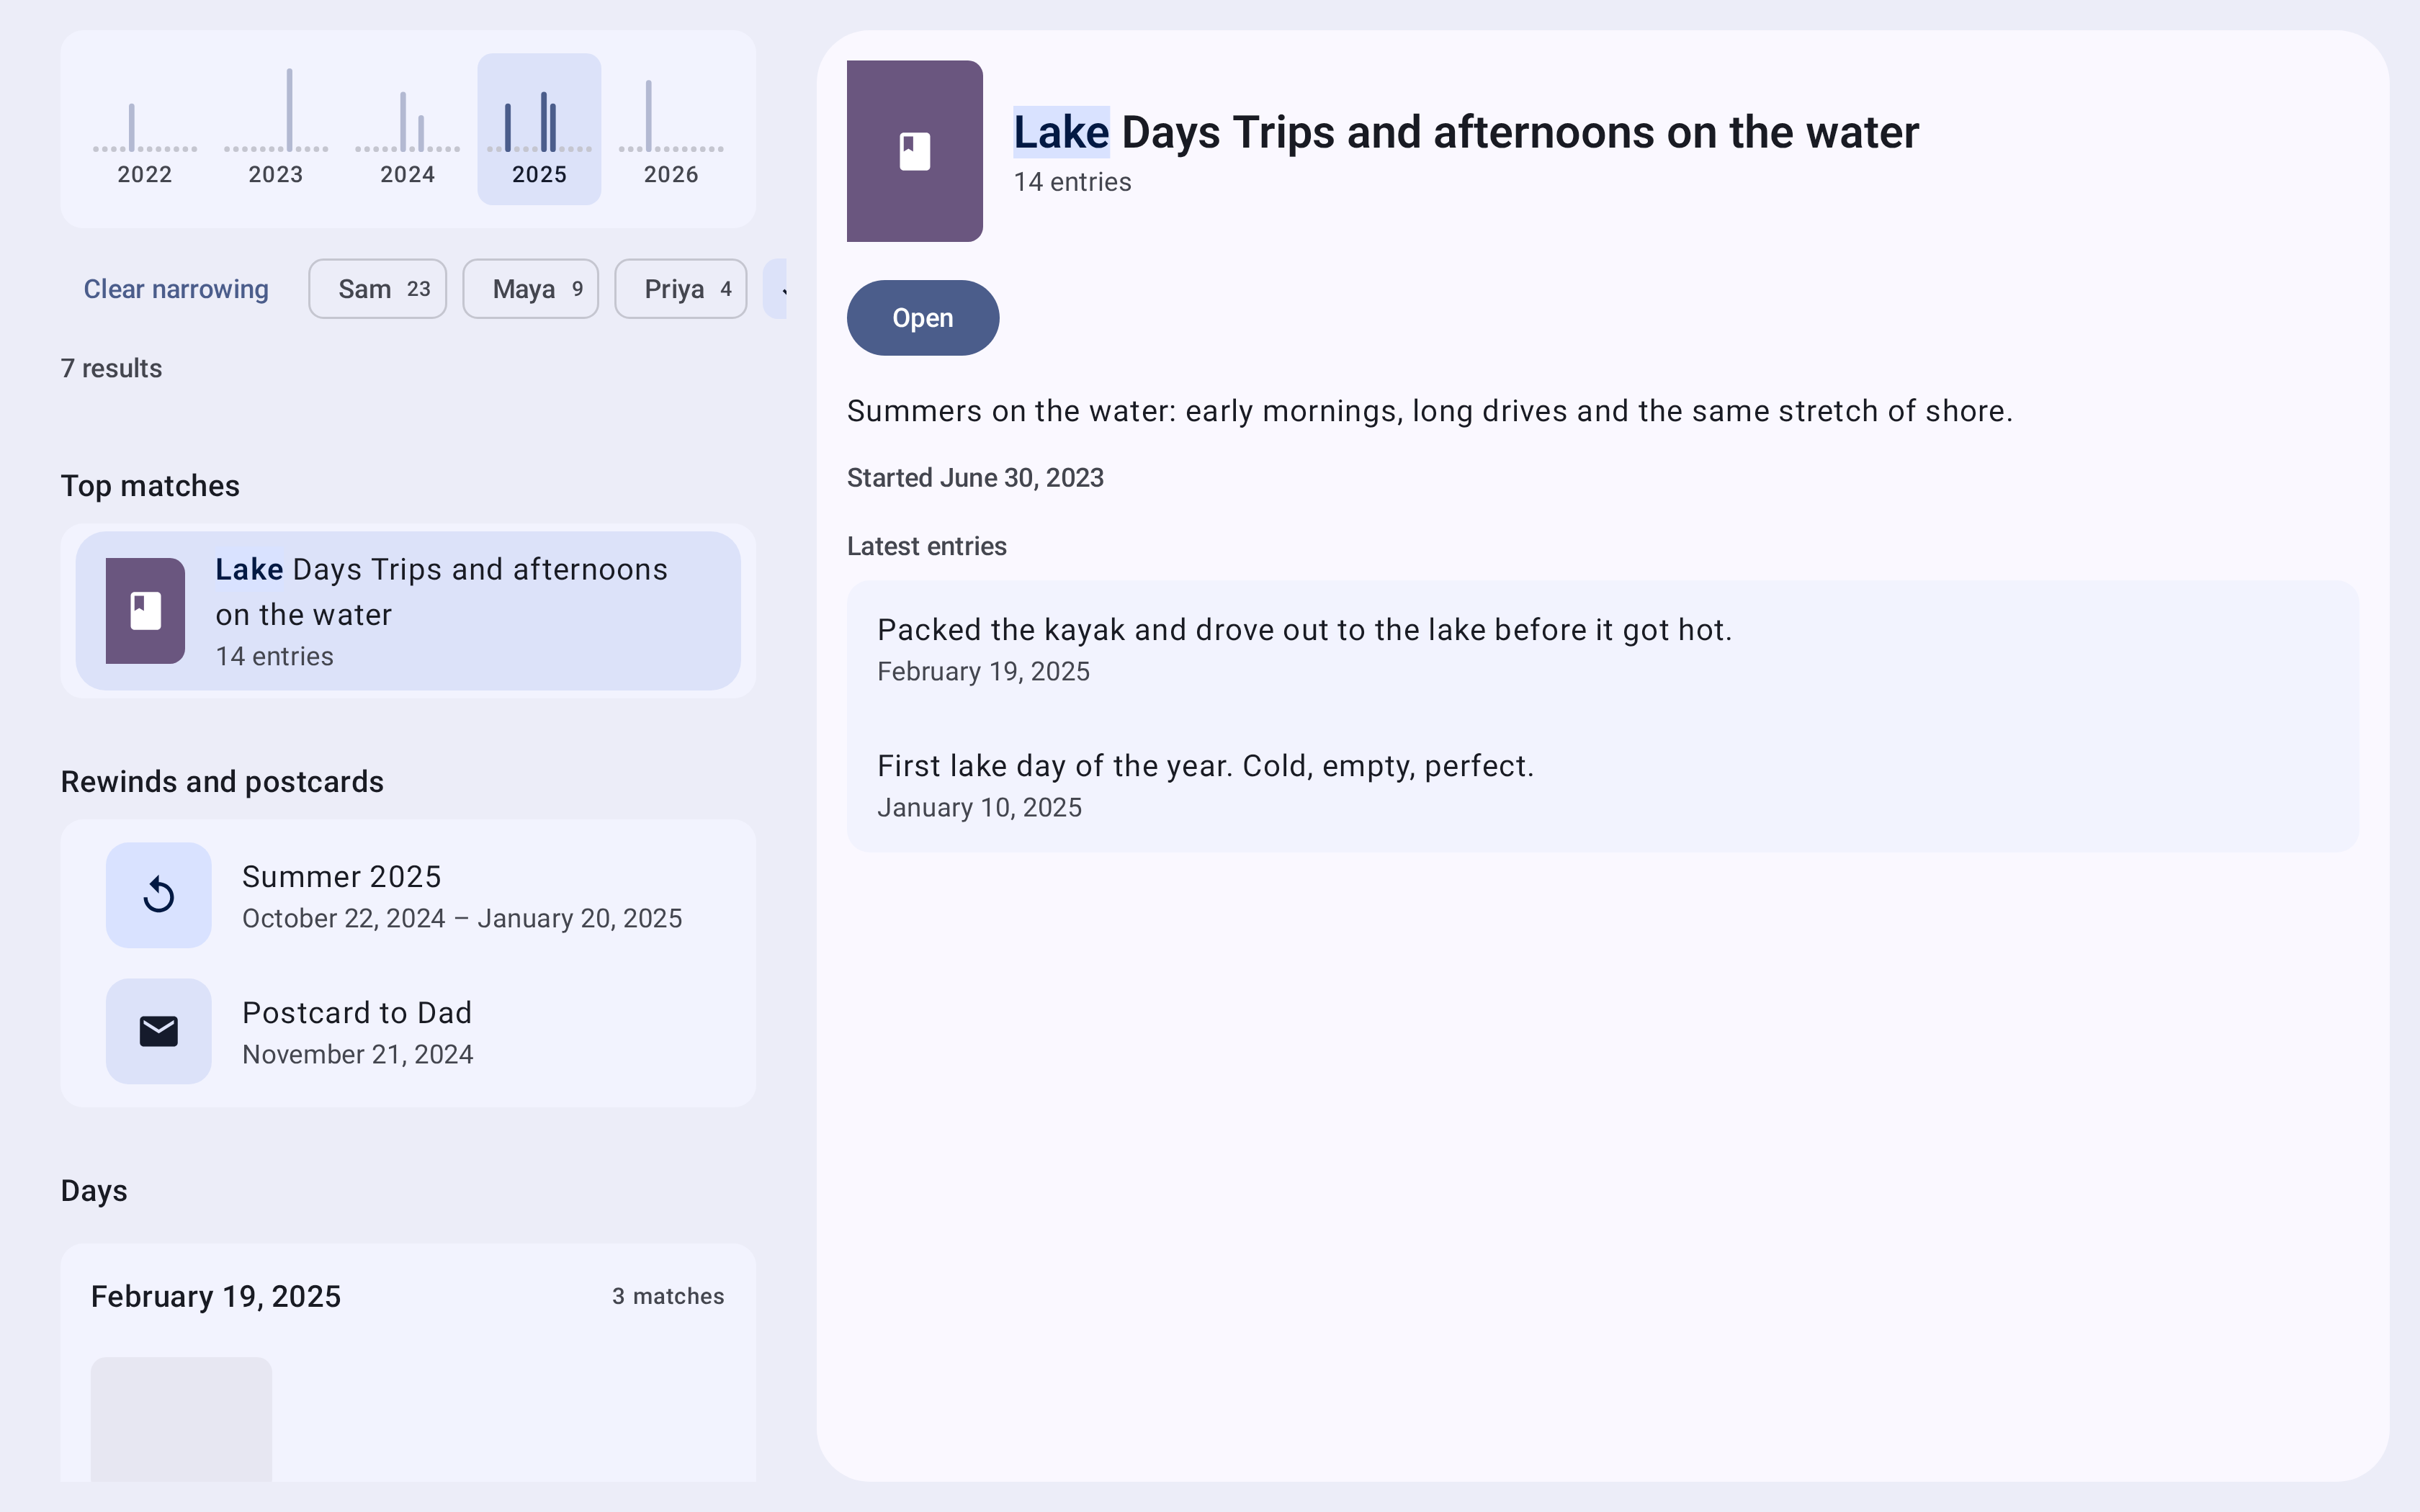 2022
2023
2024
2025
2026
Clear narrowing
Sam 23
Maya 9
Priya 4
7 results
Top matches
Lake Days Trips and afternoons
on the water
14 entries
Rewinds and postcards
Summer 2025
October 22, 2024 – January 20, 2025
Postcard to Dad
November 21, 2024
Days
February 19, 2025
3 matches
Lake Days Trips and afternoons on the water
14 entries
Open
Summers on the water: early mornings, long drives and the same stretch of shore.
Started June 30, 2023
Latest entries
Packed the kayak and drove out to the lake before it got hot.
February 19, 2025
First lake day of the year. Cold, empty, perfect.
January 10, 2025